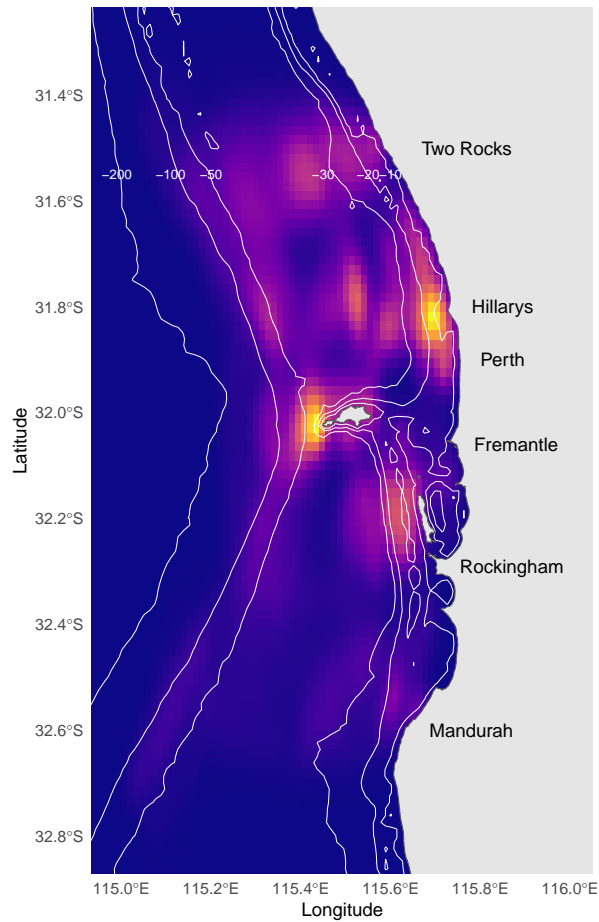 31.4°S
Two Rocks
−200
−100
−50
−30
−20
−10
31.6°S
31.8°S
Hillarys
Perth
32.0°S
Latitude
Fremantle
32.2°S
Rockingham
32.4°S
32.6°S
Mandurah
32.8°S
115.0°E
115.2°E
115.4°E
115.6°E
115.8°E
116.0°E
Longitude